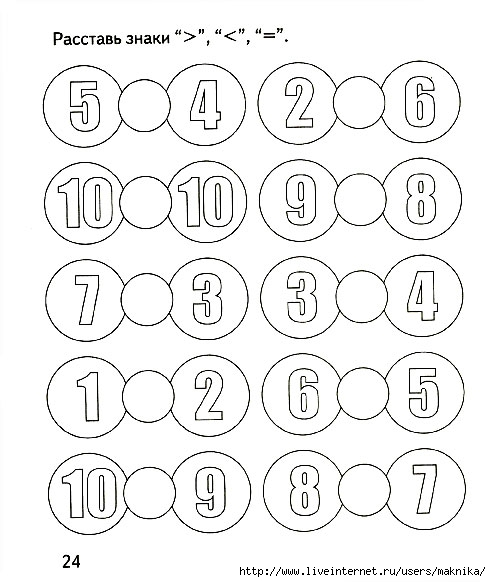 Расставь знаки “>”, “<”, “=”.
5 4 2 6
10 10 9 8
7 3 3 4
1 2 6 5
10 9 8 7
24
http://www.liveinternet.ru/users/maknika/